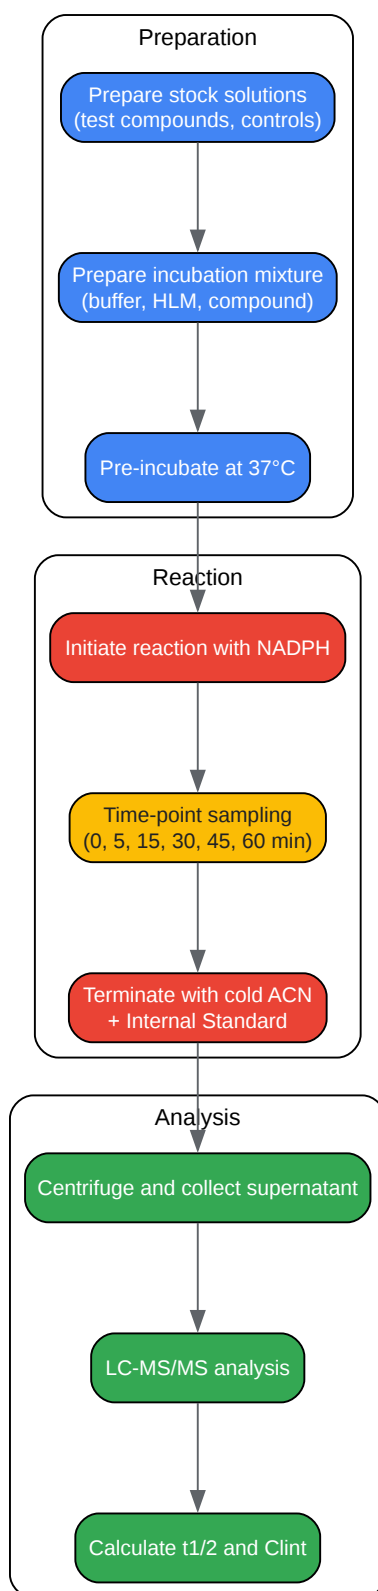 Preparation
Prepare stock solutions
(test compounds, controls)
Prepare incubation mixture
(buffer, HLM, compound)
Pre-incubate at 37°C
Reaction
Initiate reaction with NADPH
Time-point sampling
(0, 5, 15, 30, 45, 60 min)
Terminate with cold ACN
+ Internal Standard
Analysis
Centrifuge and collect supernatant
LC-MS/MS analysis
Calculate t1/2 and Clint